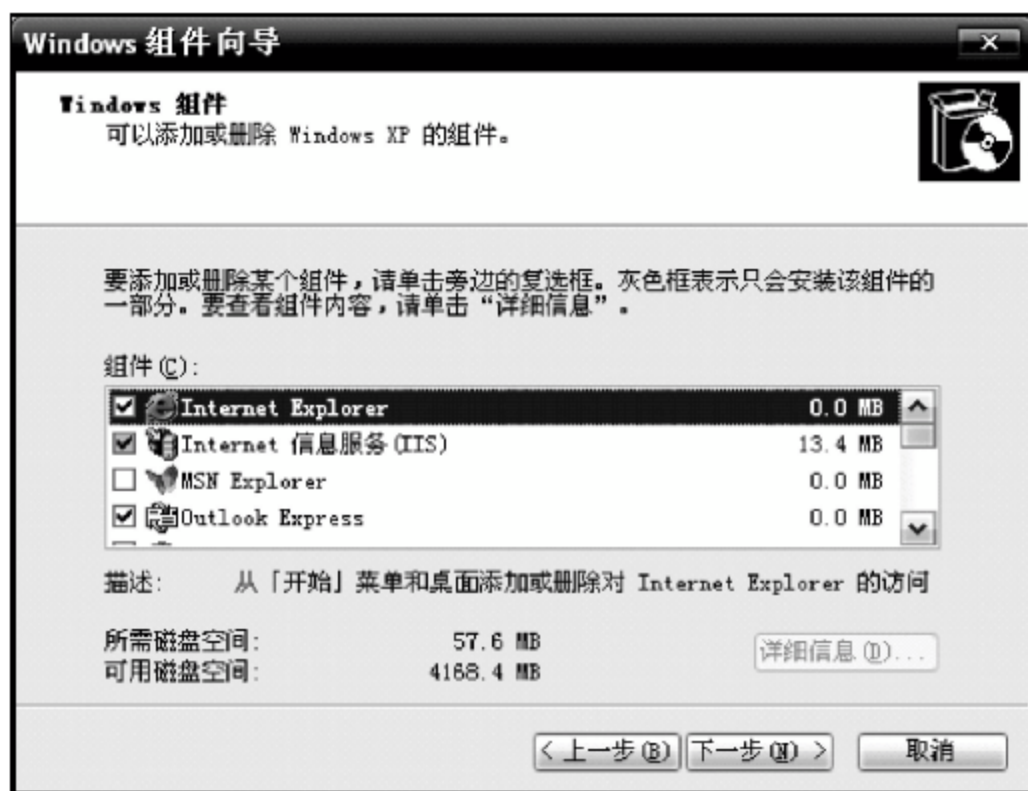 Windows 组件向导
Windows 组件
可以添加或删除 Windows XP 的组件。
要添加或删除某个组件，请单击旁边的复选框。灰色框表示只会安装该组件的
一部分。要查看组件内容，请单击“详细信息”。
组件(C):
Internet Explorer 0.0 MB
Internet 信息服务(IIS) 13.4 MB
MSN Explorer 0.0 MB
Outlook Express 0.0 MB
描述: 从「开始」菜单和桌面添加或删除对 Internet Explorer 的访问
所需磁盘空间: 57.6 MB
可用磁盘空间: 4168.4 MB
详细信息(D)...
< 上一步(B) 下一步(N) > 取消